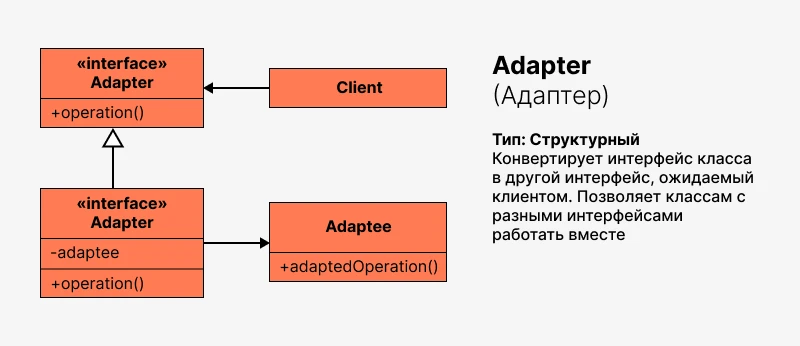 «interface»
Adapter
+operation()
Client
«interface»
Adapter
-adaptee
+operation()
Adaptee
+adaptedOperation()
Adapter
(Адаптер)
Тип: Структурный
Конвертирует интерфейс класса
в другой интерфейс, ожидаемый
клиентом. Позволяет классам с
разными интерфейсами
работать вместе